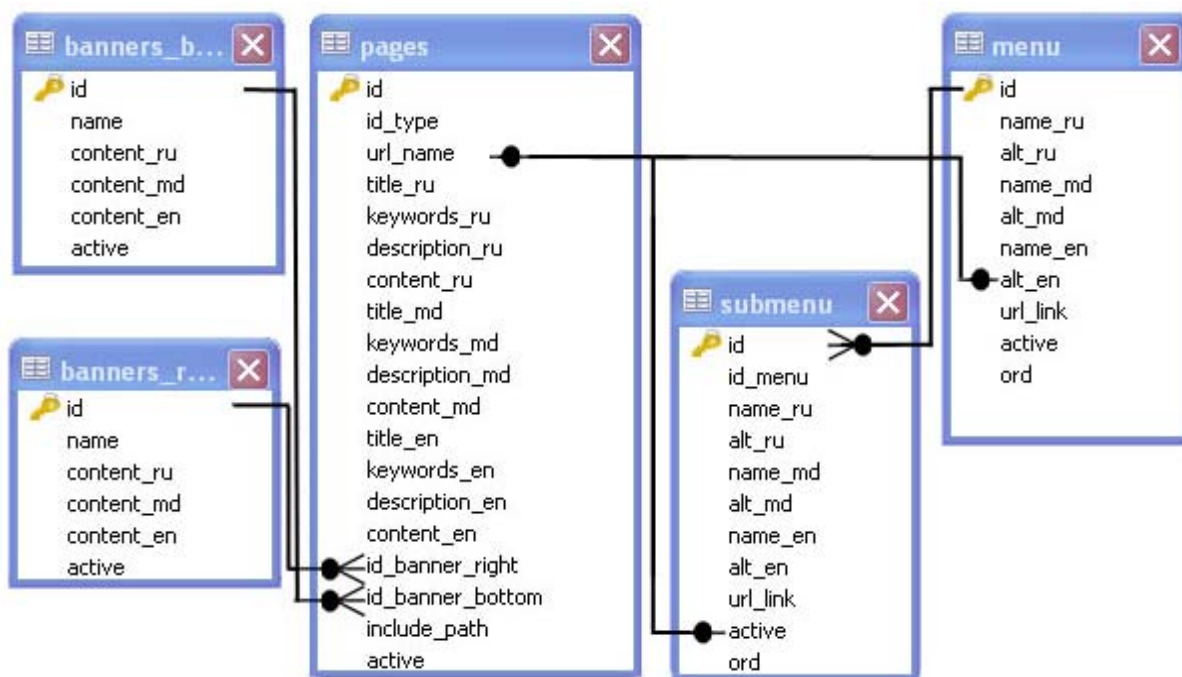 banners_b...
id
name
content_ru
content_md
content_en
active
banners_r...
id
name
content_ru
content_md
content_en
active
pages
id
id_type
url_name
title_ru
keywords_ru
description_ru
content_ru
title_md
keywords_md
description_md
content_md
title_en
keywords_en
description_en
content_en
id_banner_right
id_banner_bottom
include_path
active
submenu
id
id_menu
name_ru
alt_ru
name_md
alt_md
name_en
alt_en
url_link
active
ord
menu
id
name_ru
alt_ru
name_md
alt_md
name_en
alt_en
url_link
active
ord